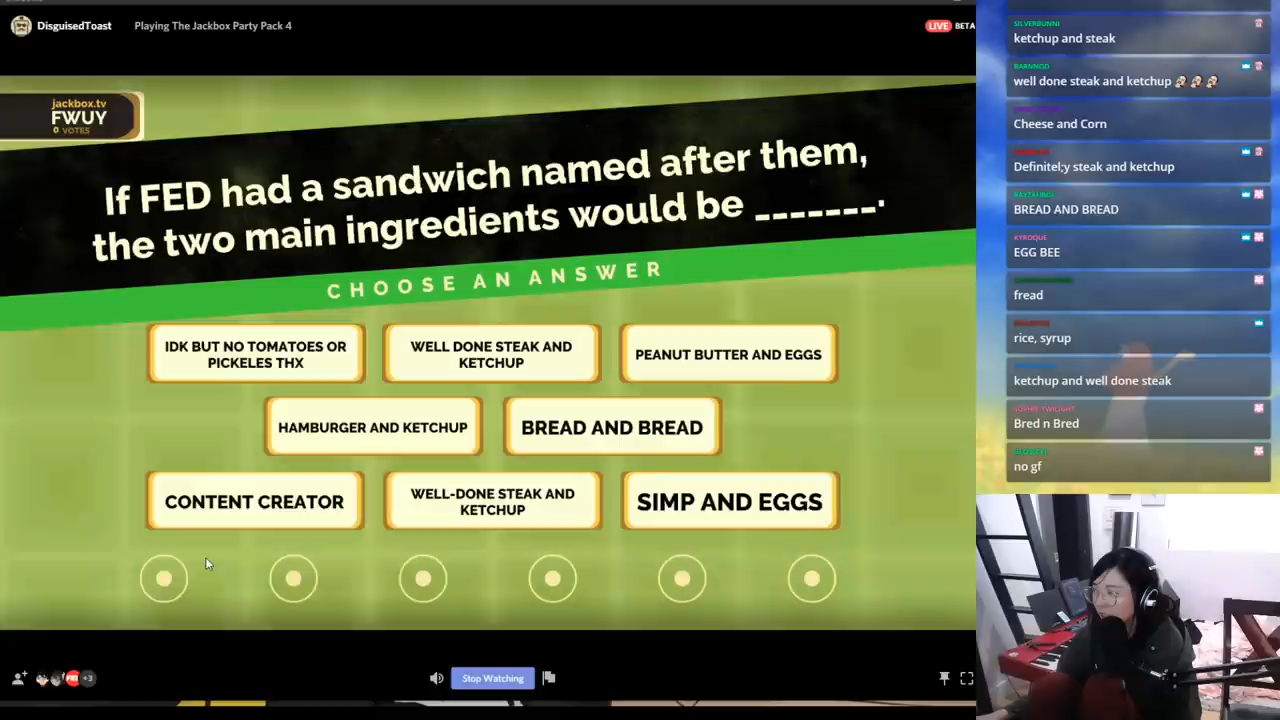 DisguisedToast
Playing The Jackbox Party Pack 4
LIVE BETA
jackbox.tv
FWUY
0 VOTES
If FED had a sandwich named after them,
the two main ingredients would be _______.
CHOOSE AN ANSWER
IDK BUT NO TOMATOES OR
PICKELES THX
WELL DONE STEAK AND
KETCHUP
PEANUT BUTTER AND EGGS
HAMBURGER AND KETCHUP
BREAD AND BREAD
CONTENT CREATOR
WELL-DONE STEAK AND
KETCHUP
SIMP AND EGGS
+3
Stop Watching
SILVERBUNNI
ketchup and steak
BARNNOD
well done steak and ketchup
Cheese and Corn
Definitel;y steak and ketchup
BREAD AND BREAD
KYROQUE
EGG BEE
fread
rice, syrup
ketchup and well done steak
SOPHIE_TWILIGHT
Bred n Bred
no gf